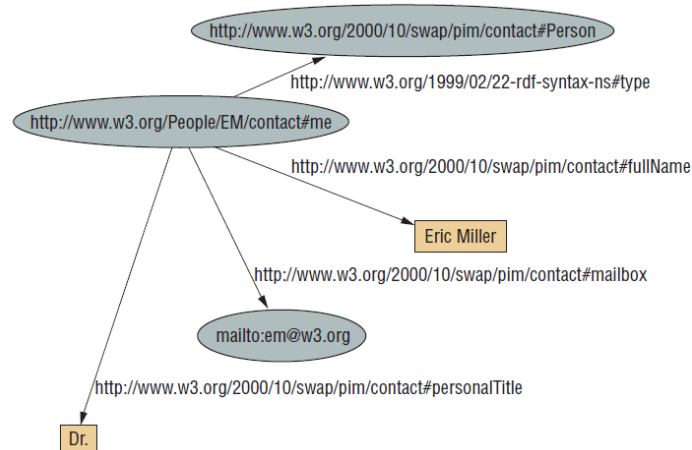 http://www.w3.org/2000/10/swap/pim/contact#Person
http://www.w3.org/1999/02/22-rdf-syntax-ns#type
http://www.w3.org/People/EM/contact#me
http://www.w3.org/2000/10/swap/pim/contact#fullName
Eric Miller
http://www.w3.org/2000/10/swap/pim/contact#mailbox
mailto:em@w3.org
http://www.w3.org/2000/10/swap/pim/contact#personalTitle
Dr.